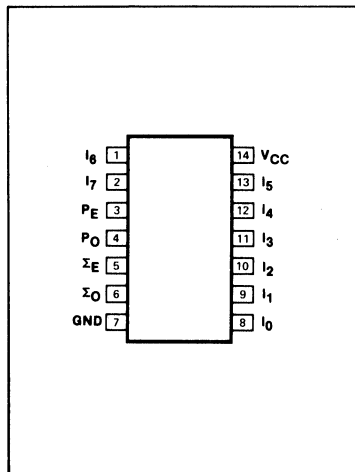 I6 1 14 VCC
I7 2 13 I5
PE 3 12 I4
PO 4 11 I3
ΣE 5 10 I2
ΣO 6 9 I1
GND 7 8 I0